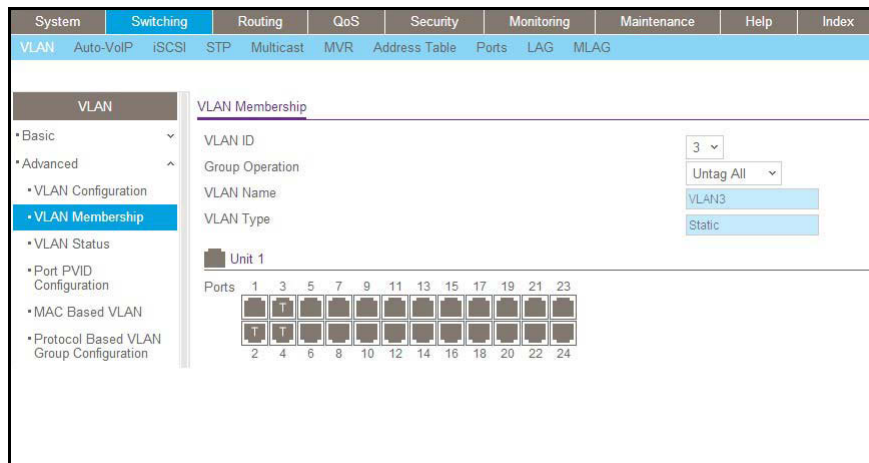 System Switching Routing QoS Security Monitoring Maintenance Help Index
VLAN Auto-VoIP iSCSI STP Multicast MVR Address Table Ports LAG MLAG
VLAN
Basic
Advanced
VLAN Configuration
VLAN Membership
VLAN Status
Port PVID
Configuration
MAC Based VLAN
Protocol Based VLAN
Group Configuration
VLAN Membership
VLAN ID 3
Group Operation Untag All
VLAN Name VLAN3
VLAN Type Static
Unit 1
Ports 1 3 5 7 9 11 13 15 17 19 21 23
T
T T
2 4 6 8 10 12 14 16 18 20 22 24